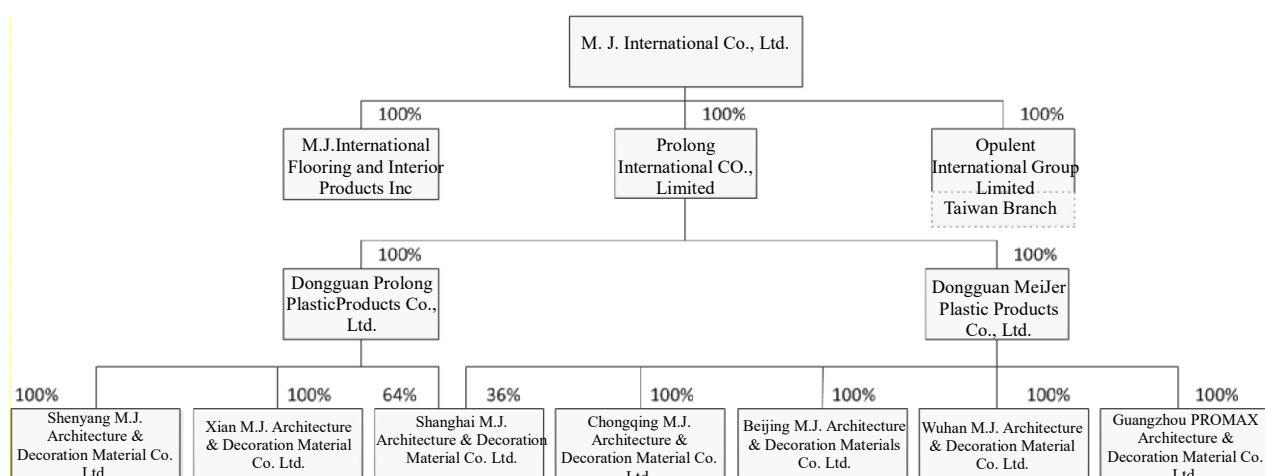 M. J. International Co., Ltd.
100%
100%
100%
M.J.International
Flooring and Interior
Products Inc
Prolong
International CO.,
Limited
Opulent
International Group
Limited
Taiwan Branch
100%
100%
Dongguan Prolong
PlasticProducts Co.,
Ltd.
Dongguan MeiJer
Plastic Products
Co., Ltd.
100%
100%
64%
36%
100%
100%
100%
100%
Shenyang M.J.
Architecture &
Decoration Material Co.
Ltd.
Xian M.J. Architecture
& Decoration Material
Co. Ltd.
Shanghai M.J.
Architecture & Decoration
Material Co. Ltd.
Chongqing M.J.
Architecture &
Decoration Material Co.
Ltd.
Beijing M.J. Architecture
& Decoration Materials
Co. Ltd.
Wuhan M.J. Architecture
& Decoration Material
Co. Ltd.
Guangzhou PROMAX
Architecture &
Decoration Material Co.
Ltd.